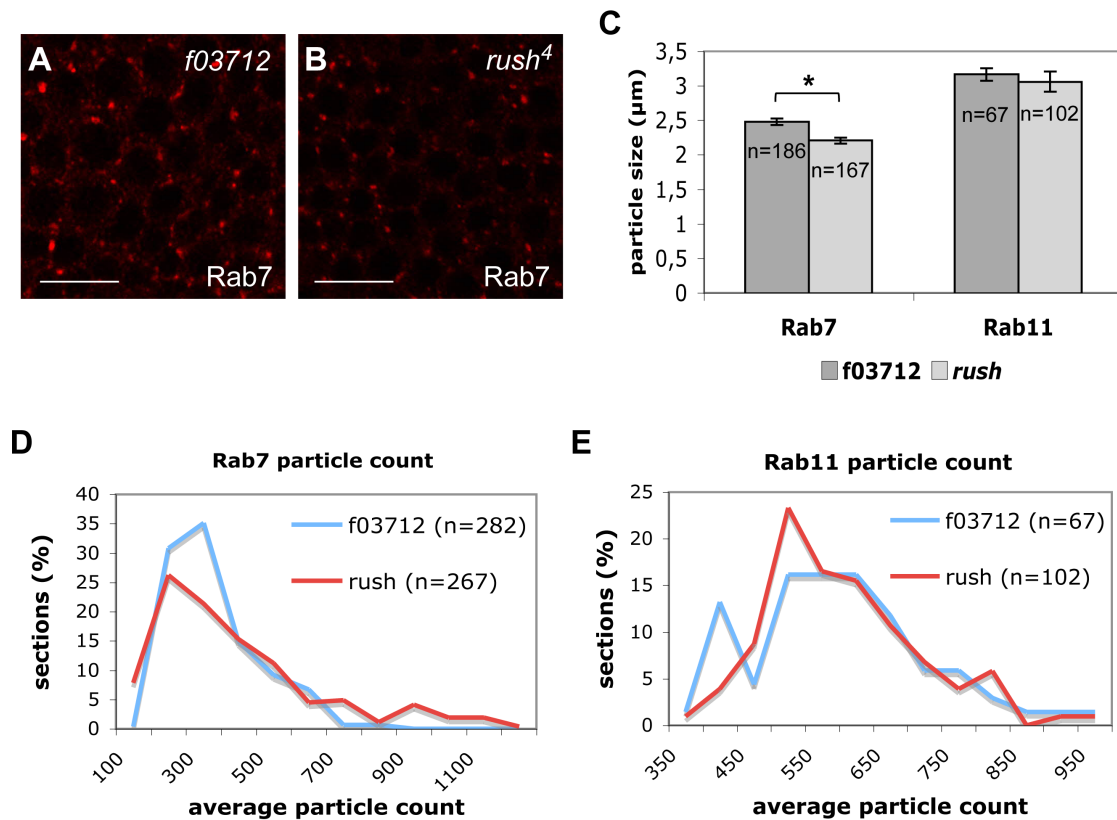 A f03712
Rab7
B rush4
Rab7
C
particle size (µm)
3,5
3
2,5
2
1,5
1
0,5
0
*
n=186
n=167
n=67
n=102
Rab7 Rab11
f03712 rush
D
Rab7 particle count
sections (%)
40
35
30
25
20
15
10
5
0
f03712 (n=282)
rush (n=267)
100 300 500 700 900 1100
average particle count
E
Rab11 particle count
sections (%)
25
20
15
10
5
0
f03712 (n=67)
rush (n=102)
350 450 550 650 750 850 950
average particle count